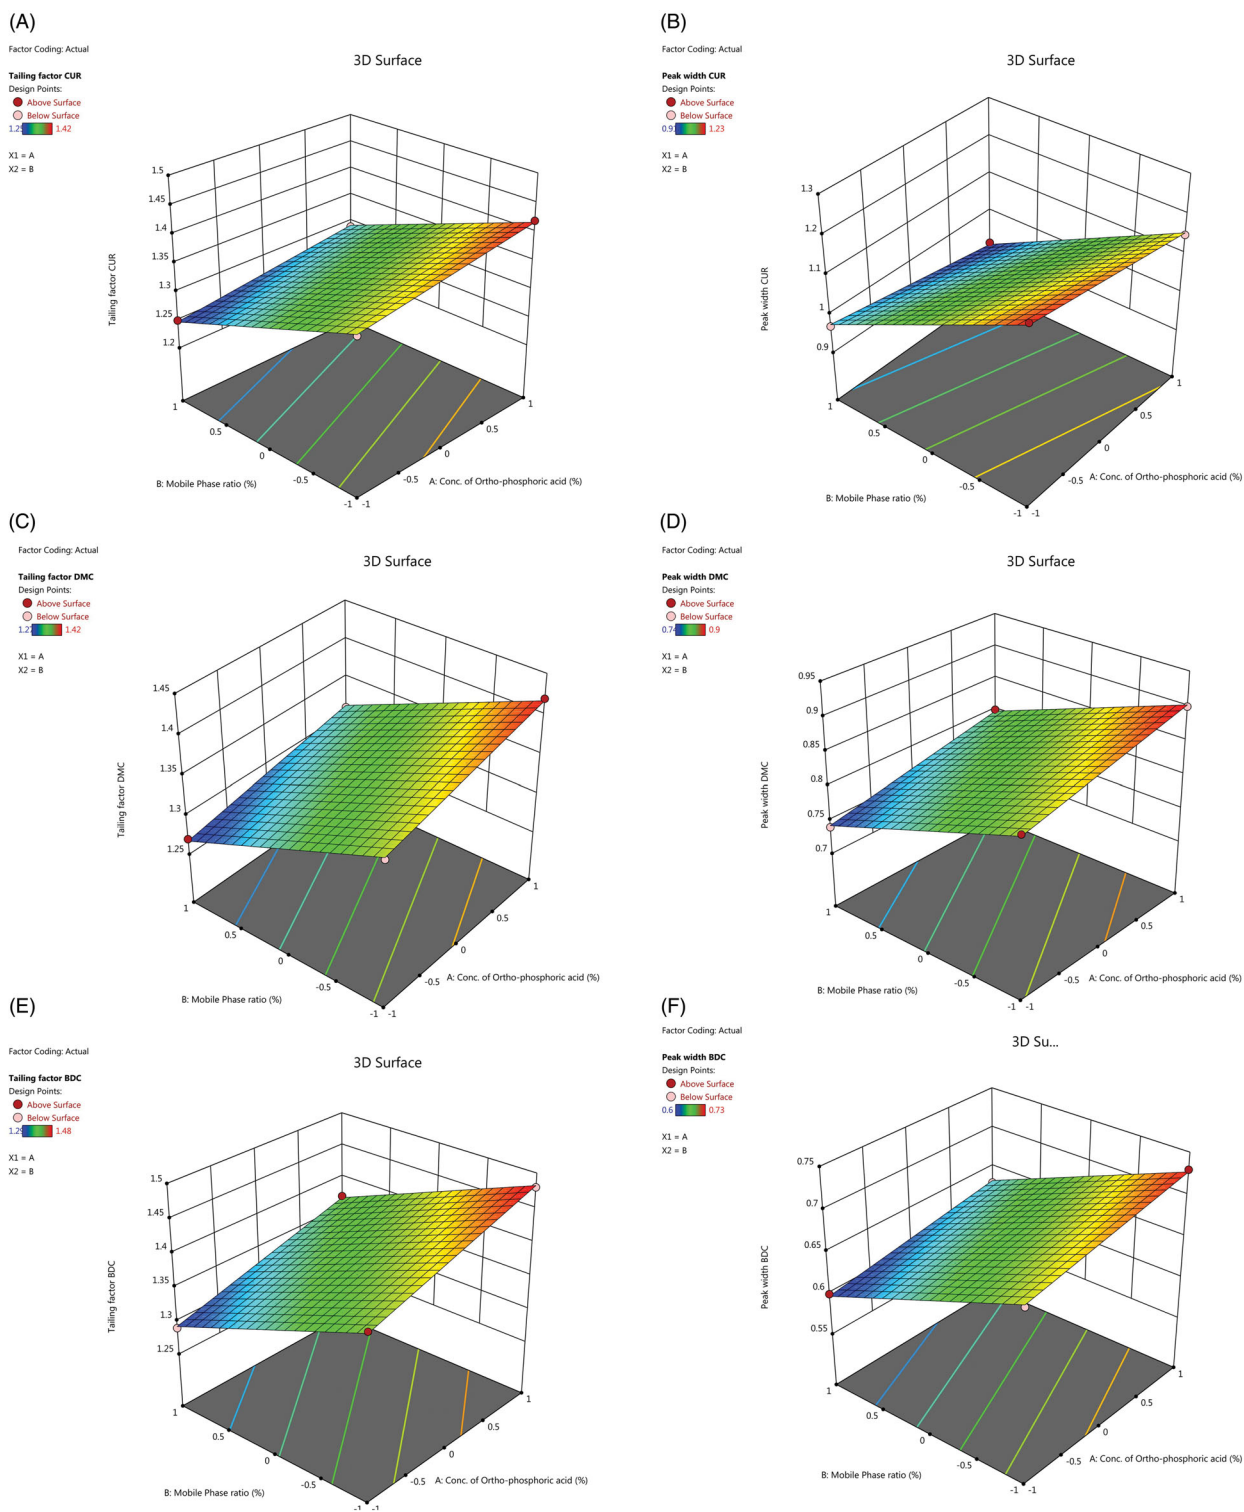 (A)
Factor Coding: Actual
3D Surface
Tailing factor CUR
Design Points:
Above Surface
Below Surface
1.42
X1 = A
X2 = B
1.5
1.45
1.4
1.35
1.3
1.25
1.2
Tailing factor CUR
1
0.5
0
-0.5
-1
B: Mobile Phase ratio (%)
-1
-0.5
0
0.5
1
A: Conc. of Ortho-phosphoric acid (%)
(B)
Factor Coding: Actual
3D Surface
Peak width CUR
Design Points:
Above Surface
Below Surface
1.23
X1 = A
X2 = B
1.3
1.2
1.1
1
0.9
Peak width CUR
1
0.5
0
-0.5
-1
B: Mobile Phase ratio (%)
-1
-0.5
0
0.5
1
A: Conc. of Ortho-phosphoric acid (%)
(C)
Factor Coding: Actual
3D Surface
Tailing factor DMC
Design Points:
Above Surface
Below Surface
1.42
X1 = A
X2 = B
1.45
1.4
1.35
1.3
1.25
Tailing factor DMC
1
0.5
0
-0.5
-1
B: Mobile Phase ratio (%)
-1
-0.5
0
0.5
1
A: Conc. of Ortho-phosphoric acid (%)
(D)
Factor Coding: Actual
3D Surface
Peak width DMC
Design Points:
Above Surface
Below Surface
0.9
X1 = A
X2 = B
0.95
0.9
0.85
0.8
0.75
0.7
Peak width DMC
1
0.5
0
-0.5
-1
B: Mobile Phase ratio (%)
-1
-0.5
0
0.5
1
A: Conc. of Ortho-phosphoric acid (%)
(E)
Factor Coding: Actual
3D Surface
Tailing factor BDC
Design Points:
Above Surface
Below Surface
1.48
X1 = A
X2 = B
1.5
1.45
1.4
1.35
1.3
1.25
Tailing factor BDC
1
0.5
0
-0.5
-1
B: Mobile Phase ratio (%)
-1
-0.5
0
0.5
1
A: Conc. of Ortho-phosphoric acid (%)
(F)
Factor Coding: Actual
3D Su...
Peak width BDC
Design Points:
Above Surface
Below Surface
0.6 0.73
X1 = A
X2 = B
0.75
0.7
0.65
0.6
0.55
Peak width BDC
1
0.5
0
-0.5
-1
B: Mobile Phase ratio (%)
-1
-0.5
0
0.5
1
A: Conc. of Ortho-phosphoric acid (%)